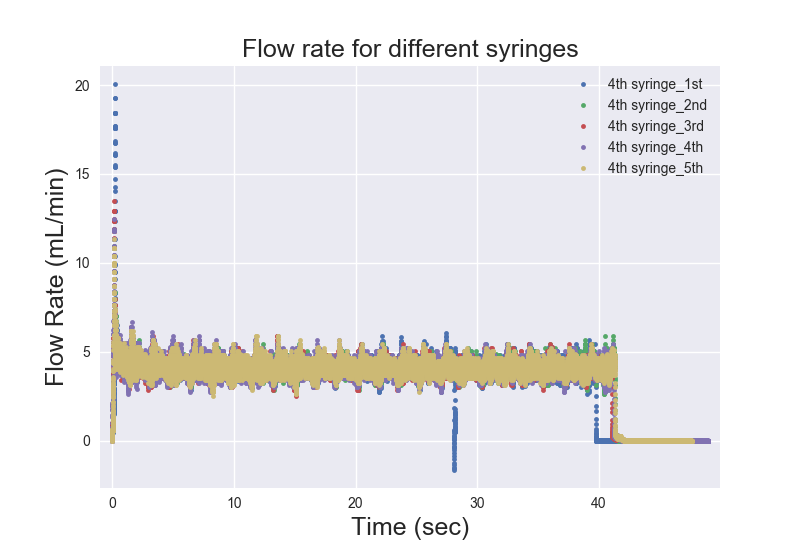 Flow rate for different syringes
4th syringe_1st
4th syringe_2nd
4th syringe_3rd
4th syringe_4th
4th syringe_5th
20
15
10
5
0
Flow Rate (mL/min)
0 10 20 30 40
Time (sec)